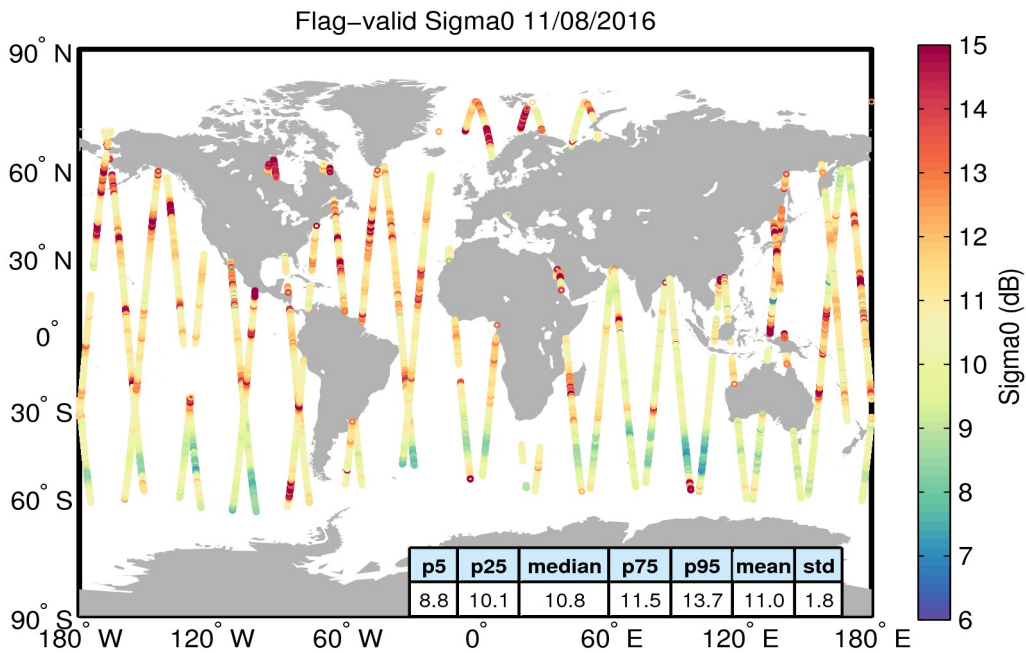 Flag−valid Sigma0 11/08/2016
90° N
60° N
30° N
0°
30° S
60° S
90° S
180° W
120° W
60° W
0°
60° E
120° E
180° E
p5 p25 median p75 p95 mean std
8.8 10.1 10.8 11.5 13.7 11.0 1.8
15
14
13
12
11
10
9
8
7
6
Sigma0 (dB)